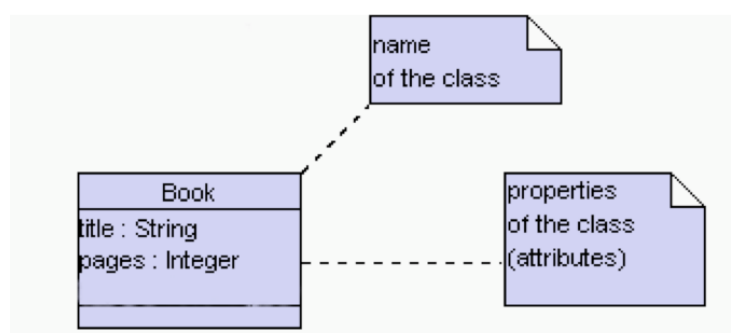 name
of the class
Book
title : String
pages : Integer
properties
of the class
(attributes)